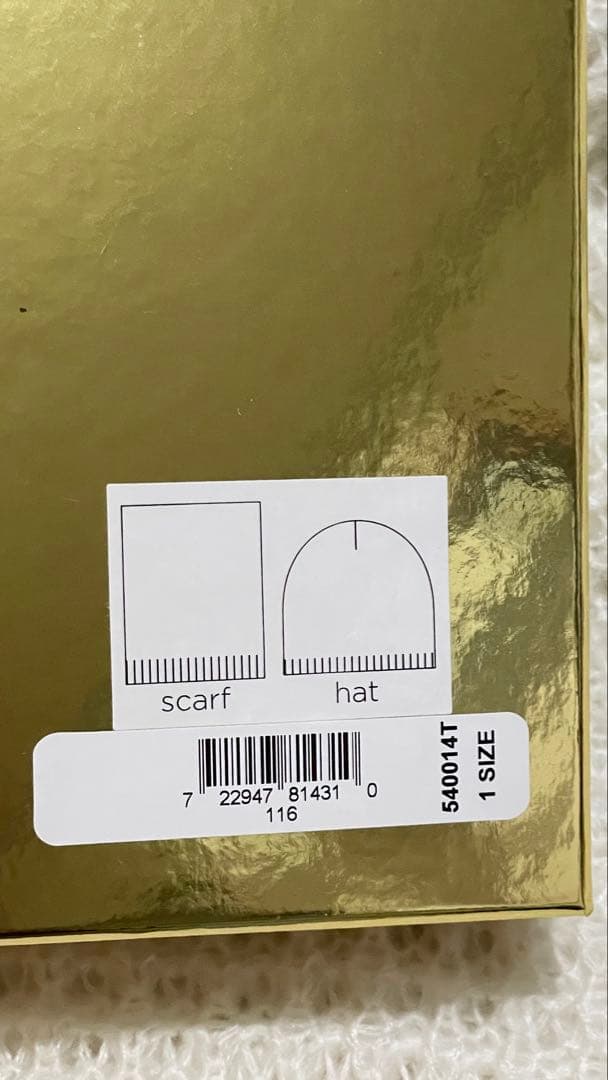 scarf hat
7 22947 81431 0
116
540014T
1 SIZE